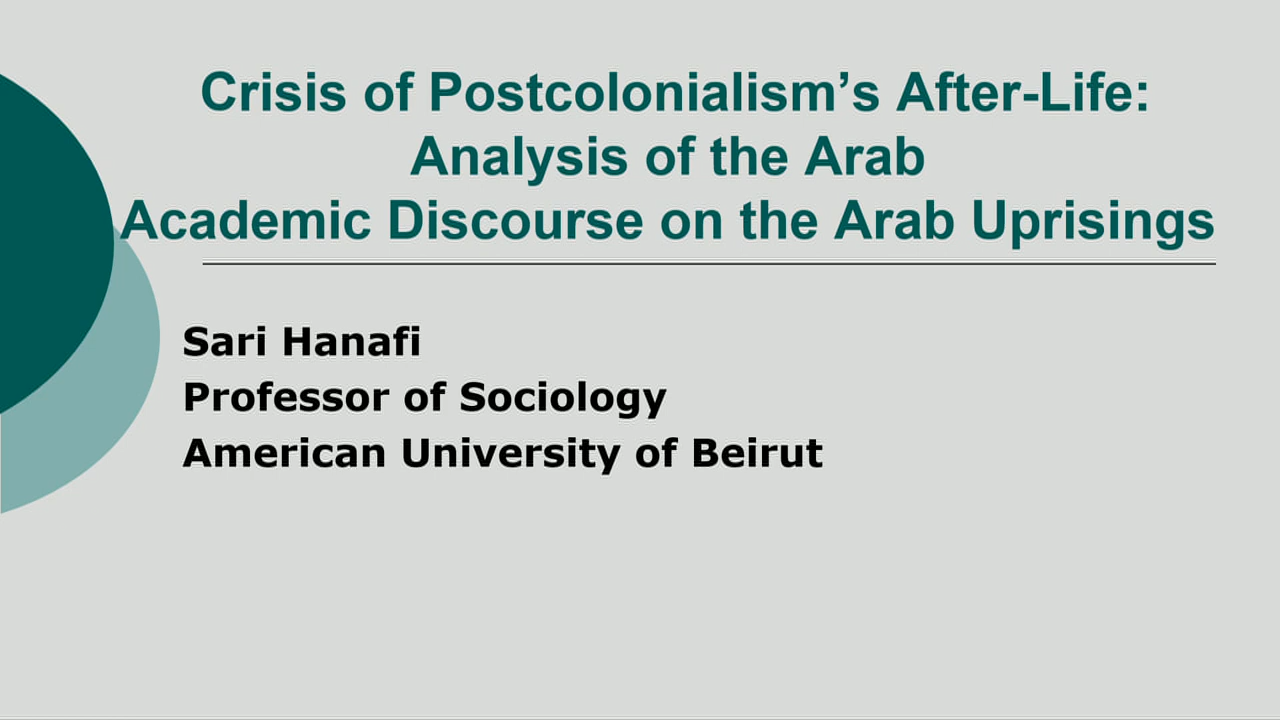 Crisis of Postcolonialism’s After-Life:
Analysis of the Arab
Academic Discourse on the Arab Uprisings
Sari Hanafi
Professor of Sociology
American University of Beirut